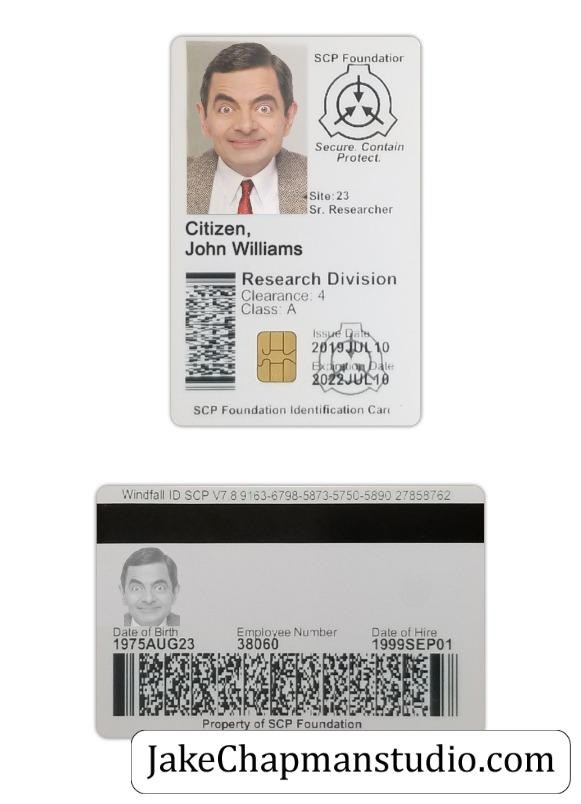 SCP Foundation
Secure. Contain
Protect.
Site: 23
Sr. Researcher
Citizen,
John Williams
Research Division
Clearance: 4
Class: A
Issue Date
2019JUL10
Expiration Date
2022JUL10
SCP Foundation Identification Card
Windfall ID SCP V7.8 9163-6798-5873-5750-5890 27858762
Date of Birth
Employee Number
Date of Hire
1975AUG23
38060
1999SEP01
Property of SCP Foundation
JakeChapmanstudio.com